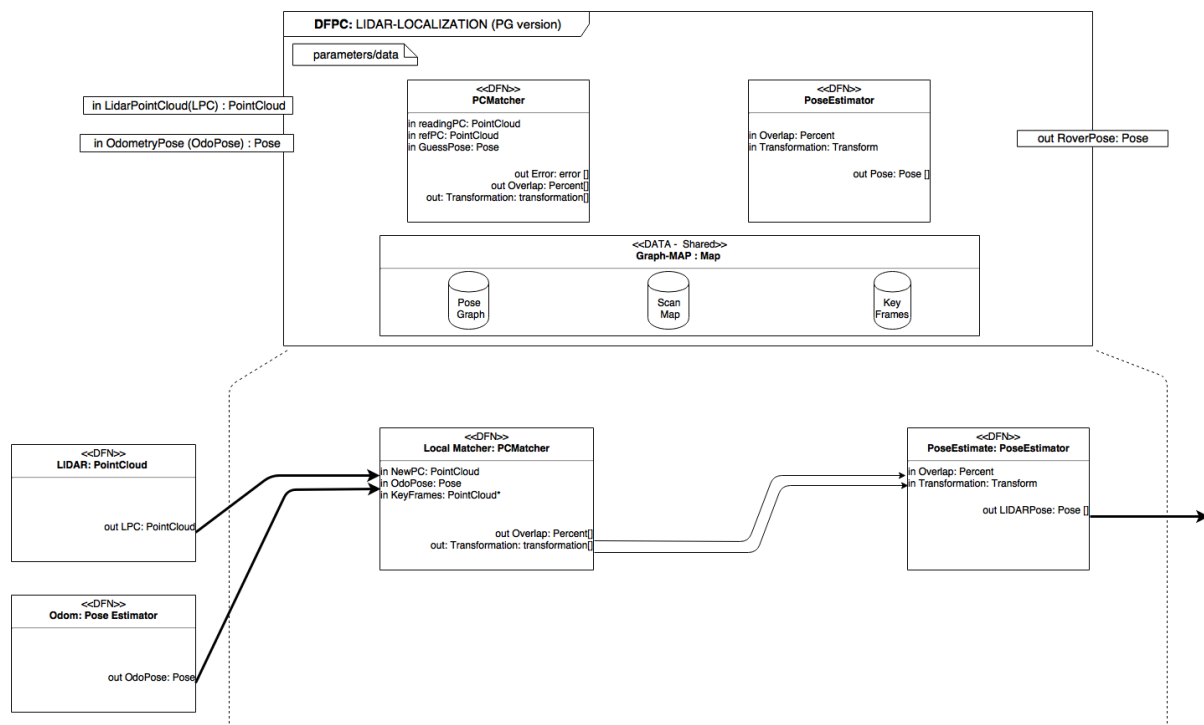 DFPC: LIDAR-LOCALIZATION (PG version)
parameters/data
in LidarPointCloud(LPC) : PointCloud
in OdometryPose (OdoPose) : Pose
out RoverPose: Pose
<<DFN>>
PCMatcher
in readingPC: PointCloud
in refPC: PointCloud
in GuessPose: Pose
out Error: error []
out Overlap: Percent[]
out: Transformation: transformation[]
<<DFN>>
PoseEstimator
in Overlap: Percent
in Transformation: Transform
out Pose: Pose []
<<DATA - Shared>>
Graph-MAP : Map
Pose
Graph
Scan
Map
Key
Frames
<<DFN>>
LIDAR: PointCloud
out LPC: PointCloud
<<DFN>>
Odom: Pose Estimator
out OdoPose: Pose
<<DFN>>
Local Matcher: PCMatcher
in NewPC: PointCloud
in OdoPose: Pose
in KeyFrames: PointCloud*
out Overlap: Percent[]
out: Transformation: transformation[]
<<DFN>>
PoseEstimate: PoseEstimator
in Overlap: Percent
in Transformation: Transform
out LIDARPose: Pose []